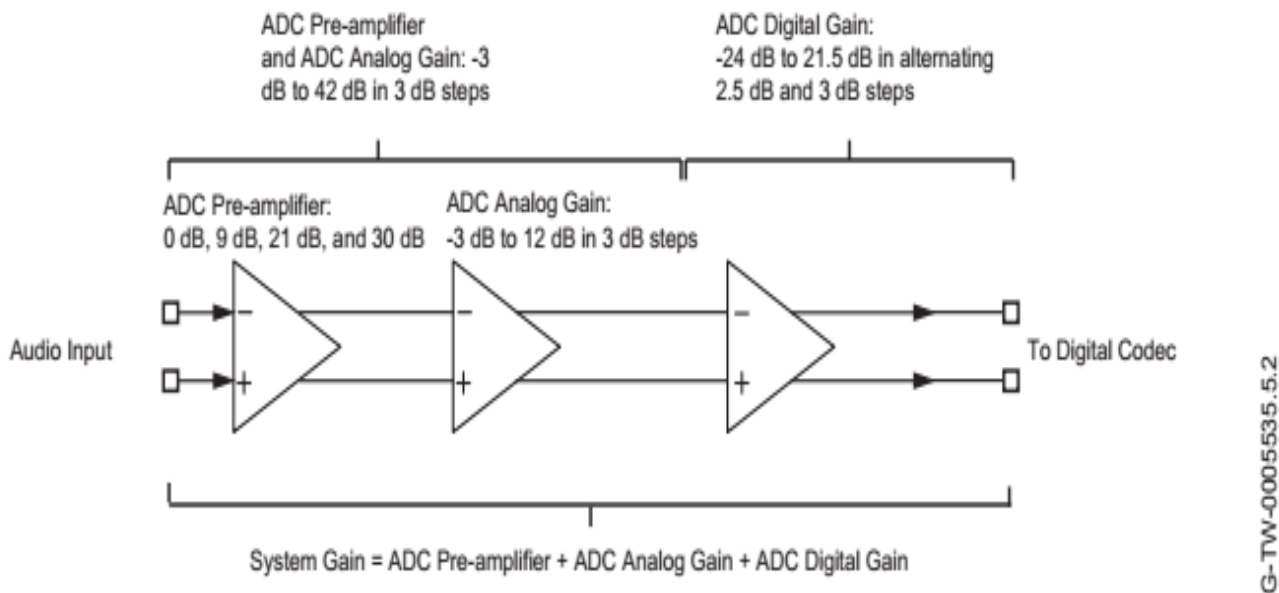 ADC Pre-amplifier
and ADC Analog Gain: -3
dB to 42 dB in 3 dB steps
ADC Digital Gain:
-24 dB to 21.5 dB in alternating
2.5 dB and 3 dB steps
ADC Pre-amplifier:
0 dB, 9 dB, 21 dB, and 30 dB
ADC Analog Gain:
-3 dB to 12 dB in 3 dB steps
− − −
Audio Input
To Digital Codec
+ + +
System Gain = ADC Pre-amplifier + ADC Analog Gain + ADC Digital Gain
G-TW-0005535.5.2